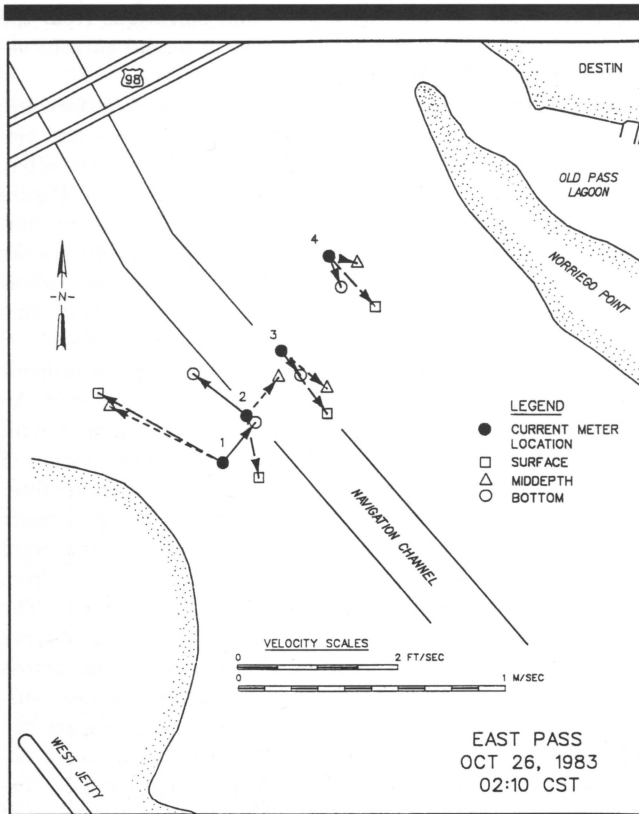 98
DESTIN
OLD PASS
LAGOON
NORRIEGO POINT
4
-N-
3
2
1
LEGEND
CURRENT METER
LOCATION
SURFACE
MIDDEPTH
BOTTOM
NAVIGATION CHANNEL
VELOCITY SCALES
0 2 FT/SEC
0 1 M/SEC
WEST JETTY
EAST PASS
OCT 26, 1983
02:10 CST